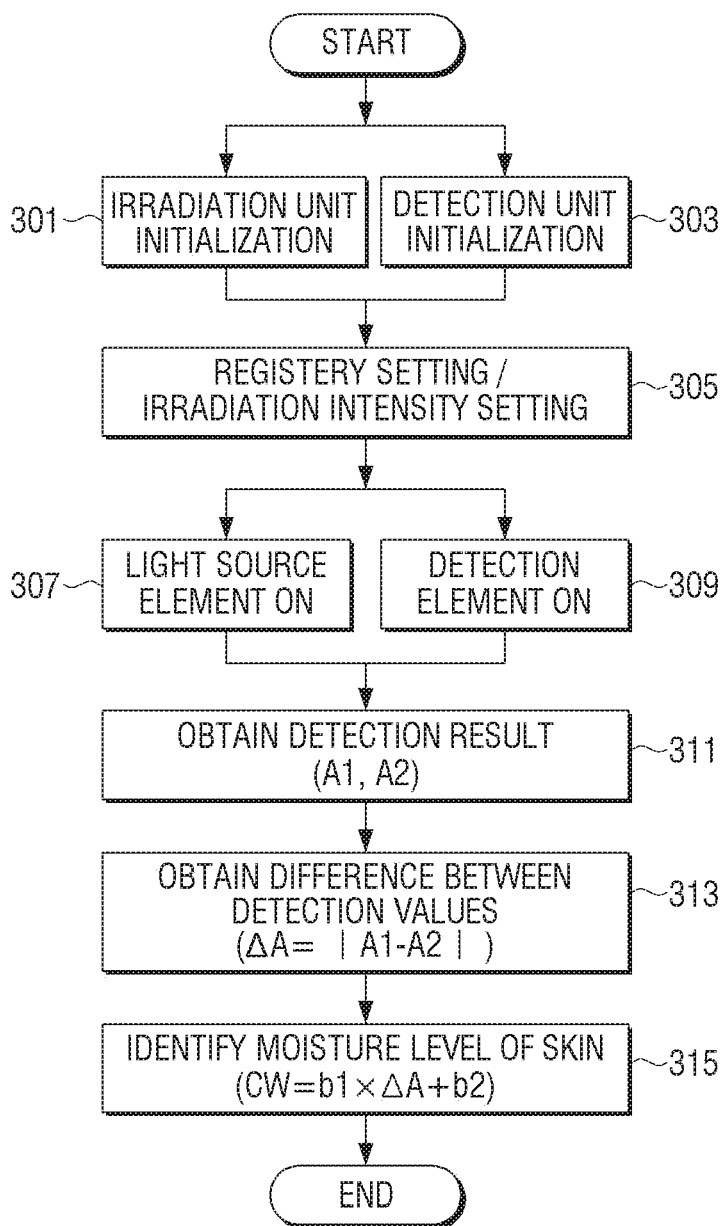 START
301
IRRADIATION UNIT
INITIALIZATION
DETECTION UNIT
INITIALIZATION
303
REGISTERY SETTING /
IRRADIATION INTENSITY SETTING
305
307
LIGHT SOURCE
ELEMENT ON
DETECTION
ELEMENT ON
309
OBTAIN DETECTION RESULT
(A1, A2)
311
OBTAIN DIFFERENCE BETWEEN
DETECTION VALUES
(ΔA= | A1-A2 | )
313
IDENTIFY MOISTURE LEVEL OF SKIN
(CW=b1×ΔA+b2)
315
END